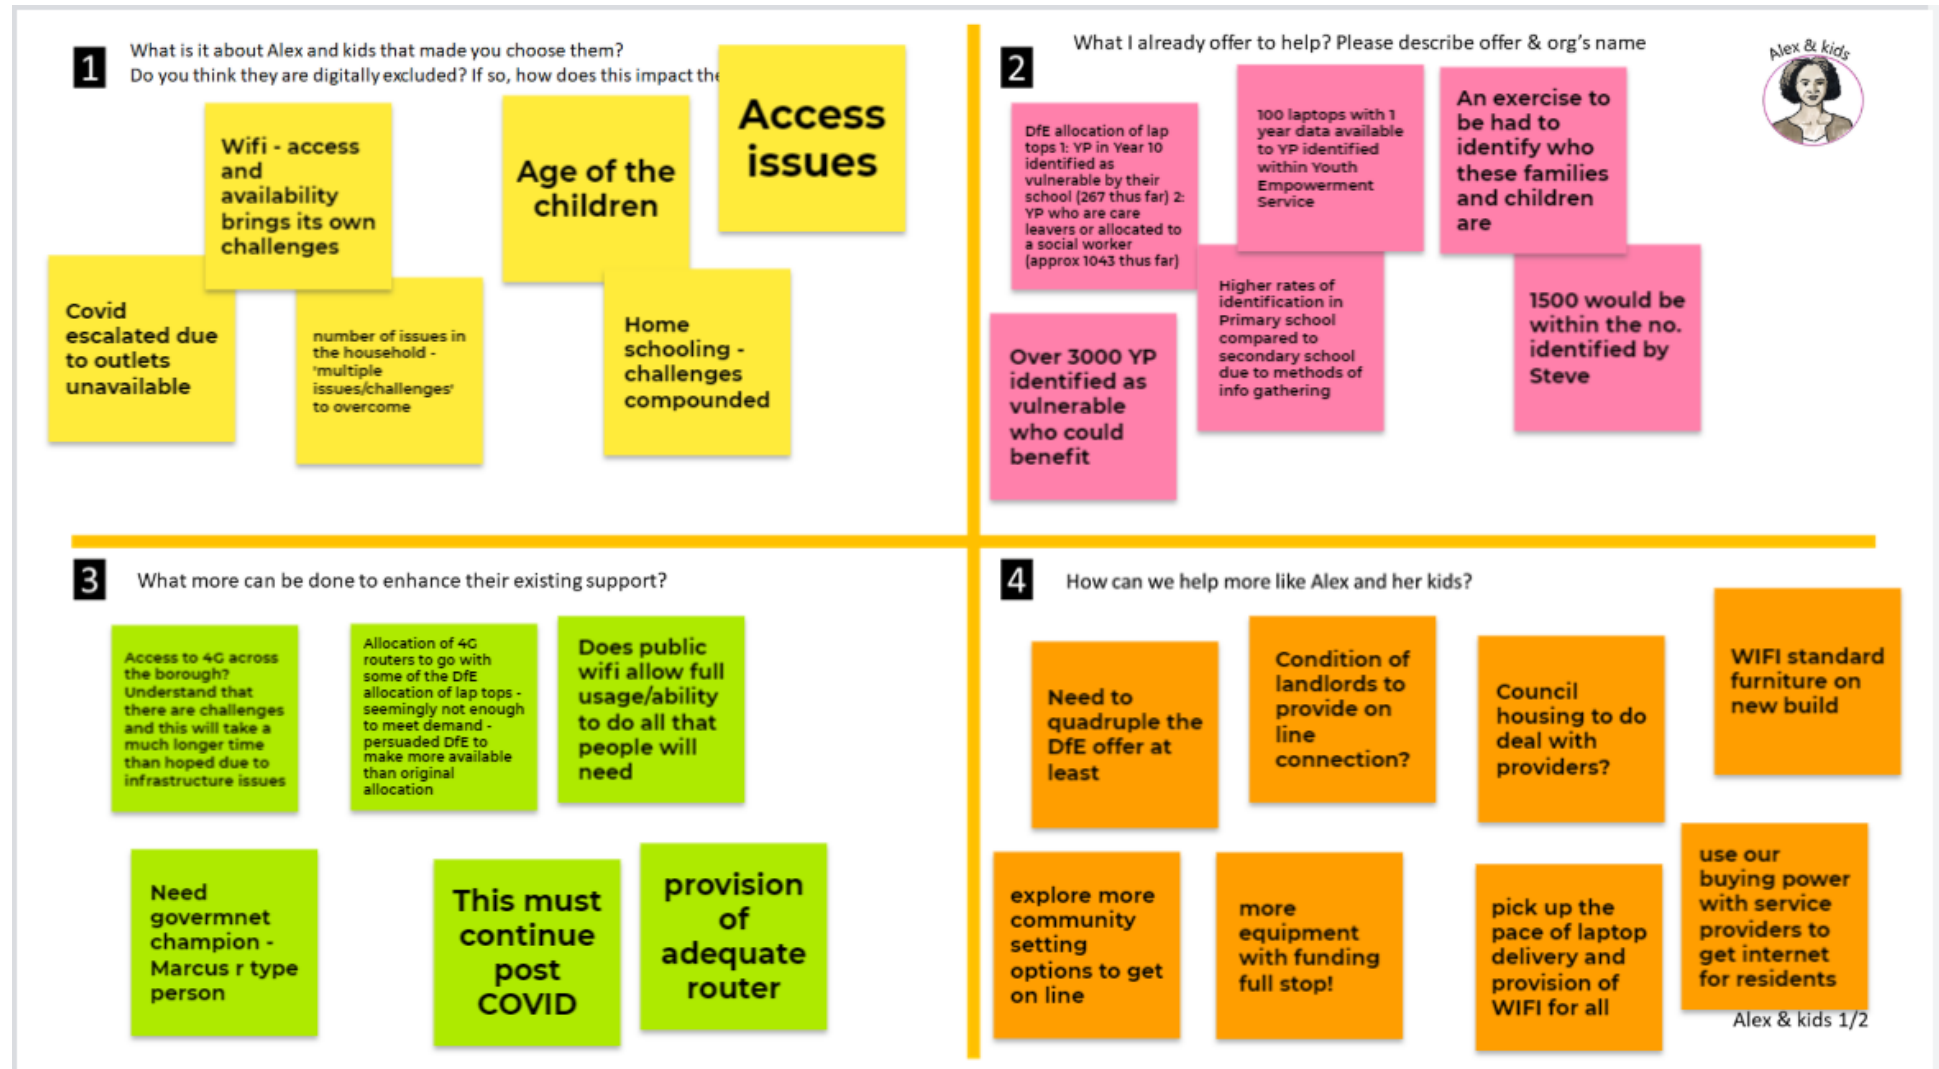 1
What is it about Alex and kids that made you choose them?
Do you think they are digitally excluded? If so, how does this impact the
Access
issues
Wifi - access
and
availability
brings its own
challenges
Age of the
children
Covid
escalated due
to outlets
unavailable
number of issues in
the household -
'multiple
issues/challenges'
to overcome
Home
schooling -
challenges
compounded
2
What I already offer to help? Please describe offer & org's name
Alex & kids
DfE allocation of lap
tops 1: YP in Year 10
identified as
vulnerable by their
school (267 thus far) 2:
YP who are care
leavers or allocated to
a social worker
(approx 1043 thus far)
100 laptops with 1
year data available
to YP identified
within Youth
Empowerment
Service
An exercise to
be had to
identify who
these families
and children
are
Over 3000 YP
identified as
vulnerable
who could
benefit
Higher rates of
identification in
Primary school
compared to
secondary school
due to methods of
info gathering
1500 would be
within the no.
identified by
Steve
3
What more can be done to enhance their existing support?
Access to 4G across
the borough?
Understand that
there are challenges
and this will take a
much longer time
than hoped due to
infrastructure issues
Allocation of 4G
routers to go with
some of the DfE
allocation of lap tops -
seemingly not enough
to meet demand -
persuaded DfE to
make more available
than original
allocation
Does public
wifi allow full
usage/ability
to do all that
people will
need
Need
govermnet
champion -
Marcus r type
person
This must
continue
post
COVID
provision
of
adequate
router
4
How can we help more like Alex and her kids?
Need to
quadruple the
DfE offer at
least
Condition of
landlords to
provide on
line
connection?
Council
housing to do
deal with
providers?
WIFI standard
furniture on
new build
explore more
community
setting
options to get
on line
more
equipment
with funding
full stop!
pick up the
pace of laptop
delivery and
provision of
WIFI for all
use our
buying power
with service
providers to
get internet
for residents
Alex & kids 1/2